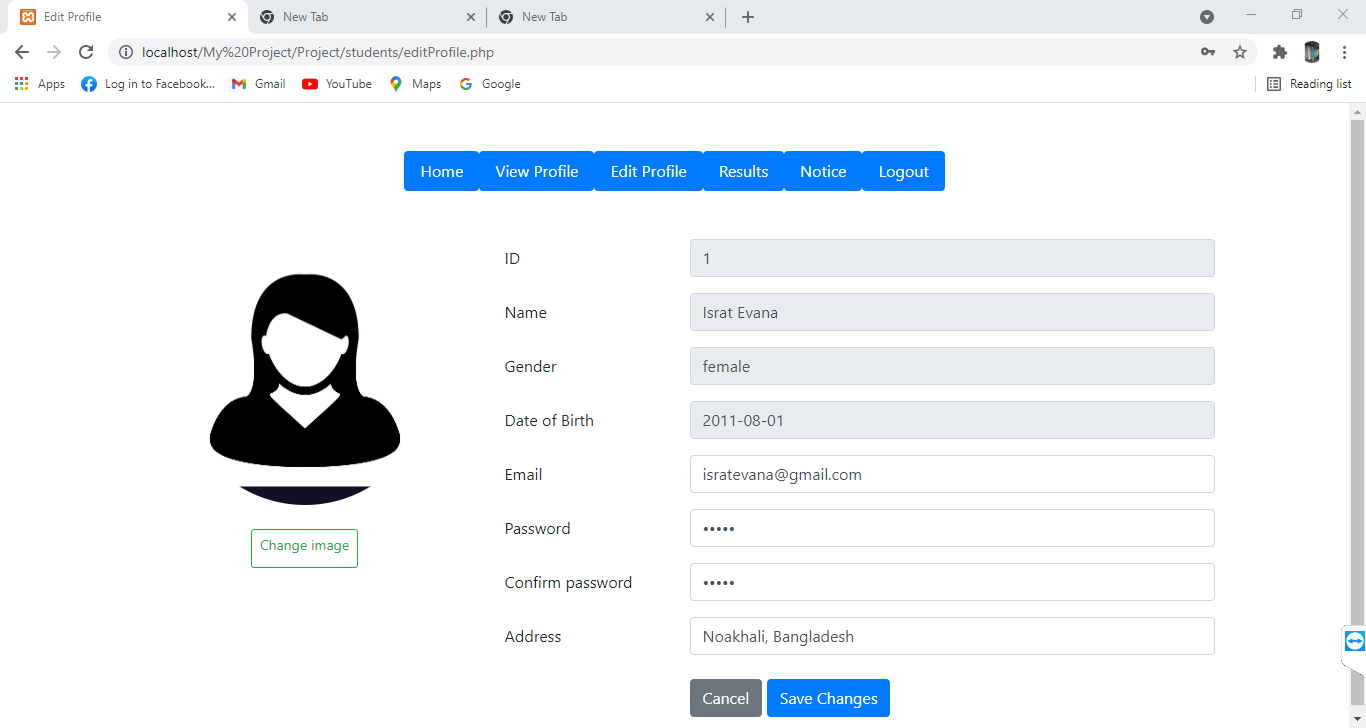 Edit Profile New Tab New Tab
localhost/My%20Project/Project/students/editProfile.php
Apps Log in to Facebook... Gmail YouTube Maps Google Reading list
Home View Profile Edit Profile Results Notice Logout
ID 1
Name Israt Evana
Gender female
Date of Birth 2011-08-01
Email isratevana@gmail.com
Password •••••
Confirm password •••••
Address Noakhali, Bangladesh
Change image
Cancel Save Changes